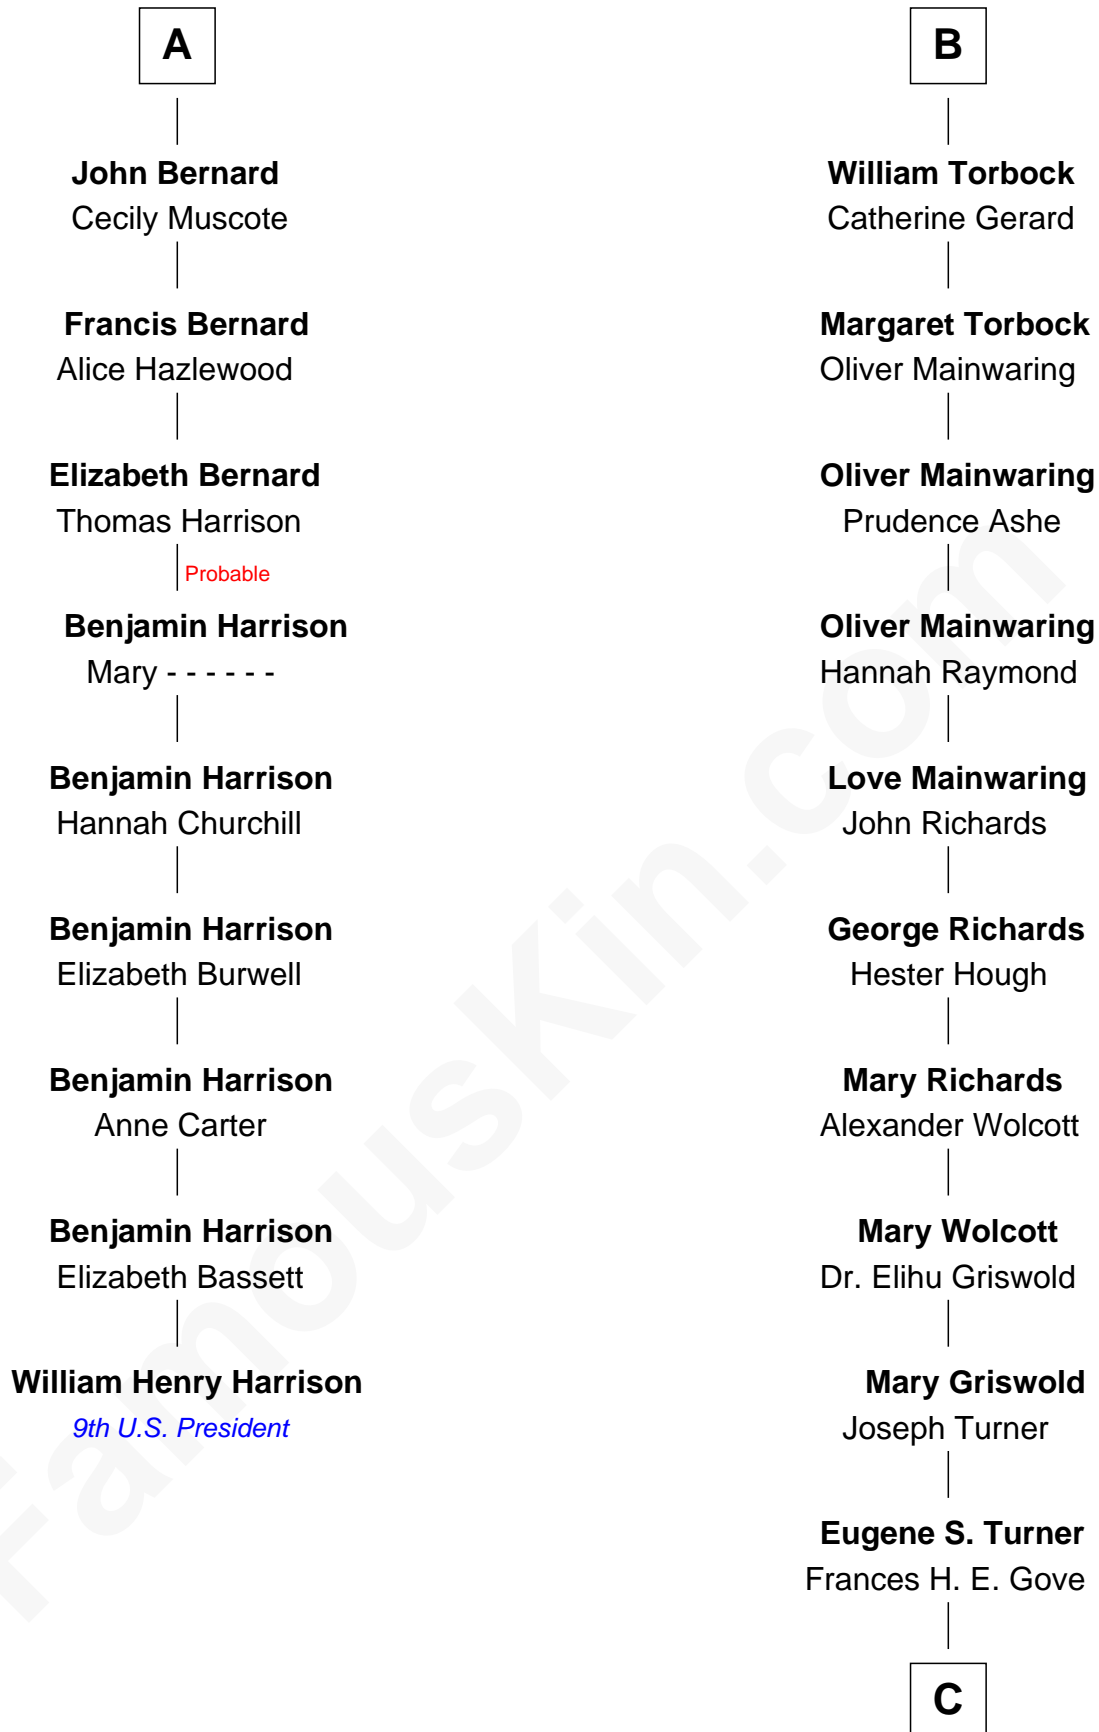 A
John Bernard
Cecily Muscote
Francis Bernard
Alice Hazlewood
Elizabeth Bernard
Thomas Harrison
Probable
Benjamin Harrison
Mary - - - - - -
Benjamin Harrison
Hannah Churchill
Benjamin Harrison
Elizabeth Burwell
Benjamin Harrison
Anne Carter
Benjamin Harrison
Elizabeth Bassett
William Henry Harrison
9th U.S. President
B
William Torbock
Catherine Gerard
Margaret Torbock
Oliver Mainwaring
Oliver Mainwaring
Prudence Ashe
Oliver Mainwaring
Hannah Raymond
Love Mainwaring
John Richards
George Richards
Hester Hough
Mary Richards
Alexander Wolcott
Mary Wolcott
Dr. Elihu Griswold
Mary Griswold
Joseph Turner
Eugene S. Turner
Frances H. E. Gove
C
FamousKin.com